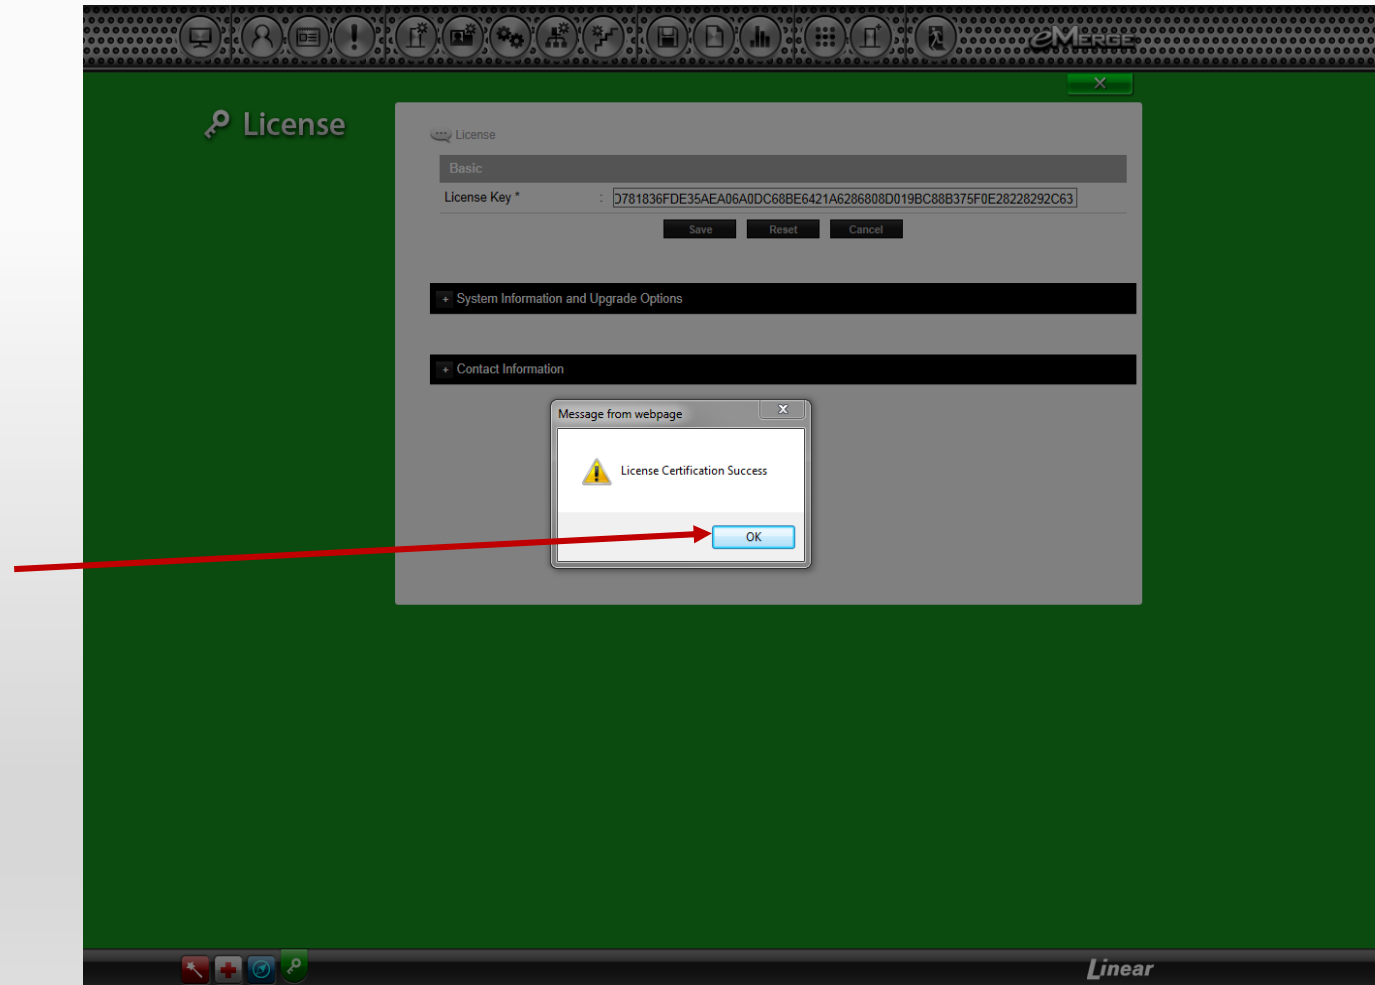 eMERGE
License
License
Basic
License Key * : D781836FDE35AEA06A0DC68BE6421A6286808D019BC88B375F0E28228292C63
Save Reset Cancel
+ System Information and Upgrade Options
+ Contact Information
Message from webpage
License Certification Success
OK
Linear